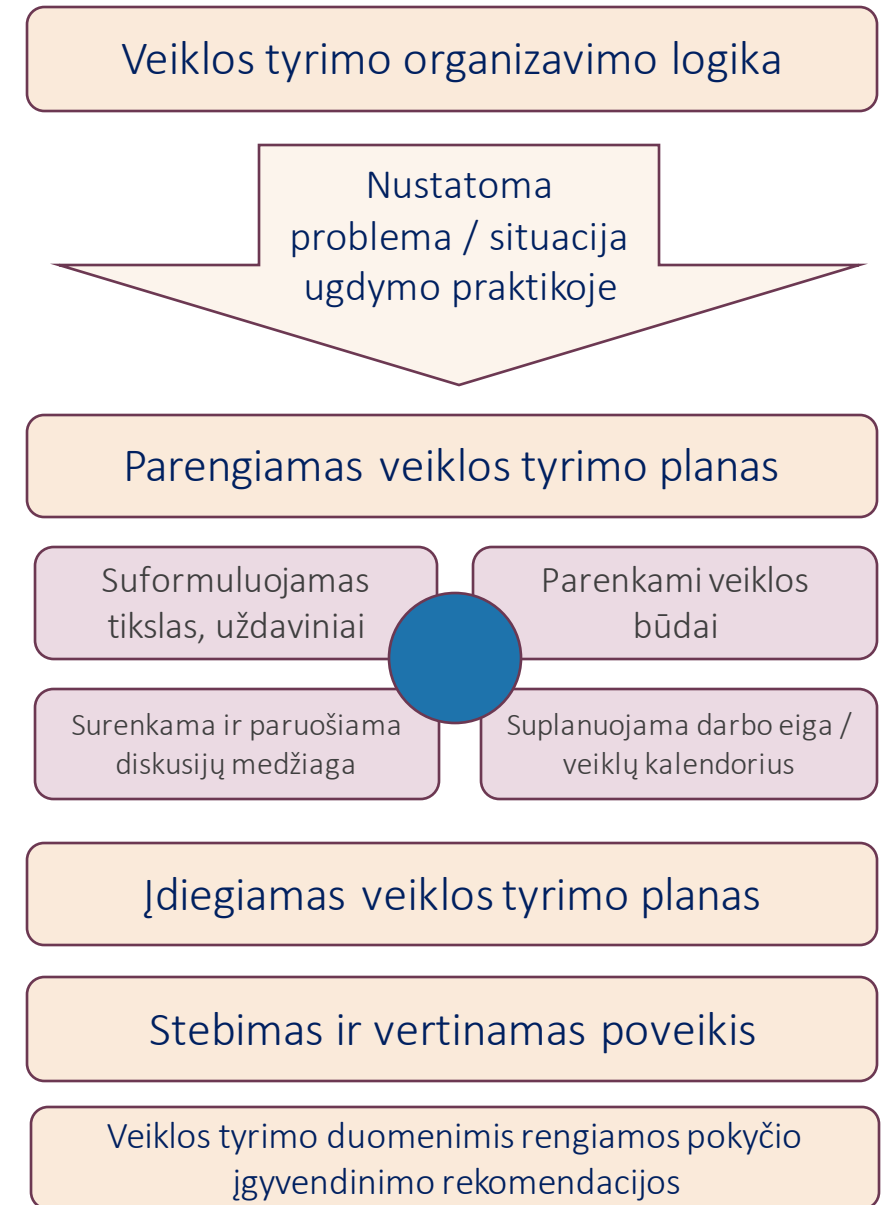 Veiklos tyrimo organizavimo logika
Nustatoma
problema / situacija
ugdymo praktikoje
Parengiamas veiklos tyrimo planas
Suformuluojamas
tikslas, uždaviniai
Parenkami veiklos
būdai
Surenkama ir paruošiama
diskusijų medžiaga
Suplanuojama darbo eiga /
veiklų kalendorius
Įdiegiamas veiklos tyrimo planas
Stebimas ir vertinamas poveikis
Veiklos tyrimo duomenimis rengiamos pokyčio
įgyvendinimo rekomendacijos